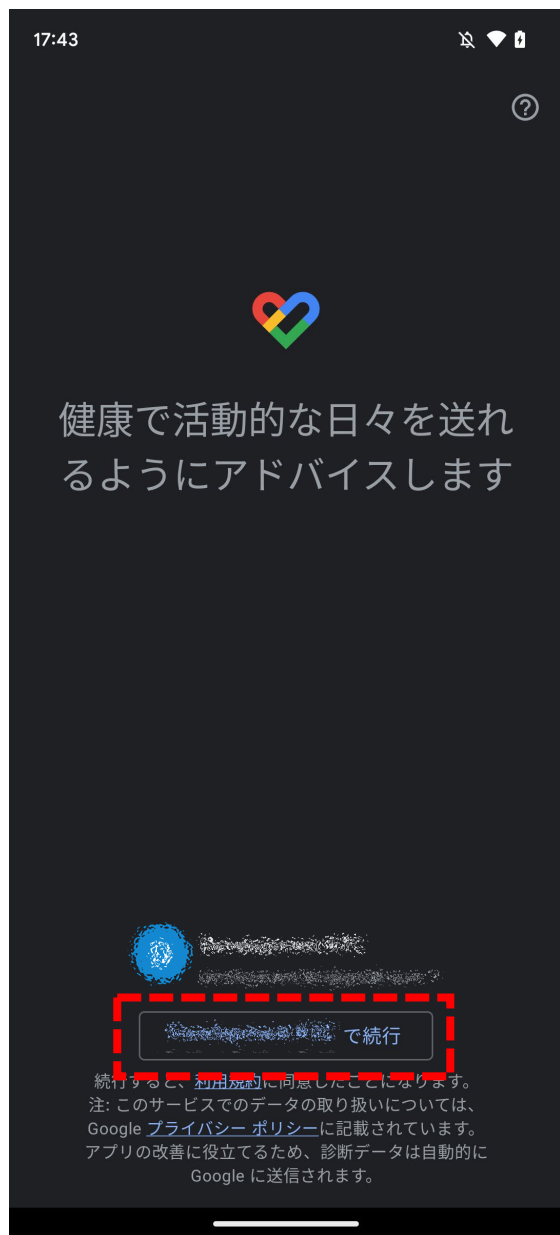 17:43
健康で活動的な日々を送れ
るようにアドバイスします
で続行
続行すると、利用規約に同意したことになります。
注: このサービスでのデータの取り扱いについては、
Google プライバシー ポリシーに記載されています。
アプリの改善に役立てるため、診断データは自動的に
Google に送信されます。